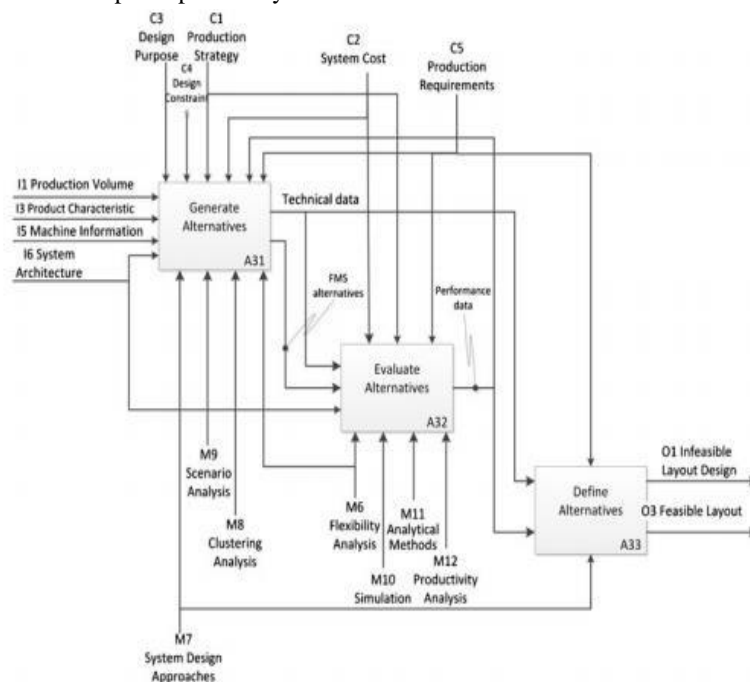 C3
Design
Purpose
C1
Production
Strategy
C4
Design
Constraint
s
C2
System Cost
C5
Production
Requirements
I1 Production Volume
I3 Product Characteristic
I5 Machine Information
I6 System
Architecture
Generate
Alternatives
A31
Technical data
FMS
alternatives
Performance
data
Evaluate
Alternatives
A32
M9
Scenario
Analysis
M8
Clustering
Analysis
M6
Flexibility
Analysis
M11
Analytical
Methods
M10
Simulation
M12
Productivity
Analysis
Define
Alternatives
A33
O1 Infeasible
Layout Design
O3 Feasible Layout
M7
System Design
Approaches